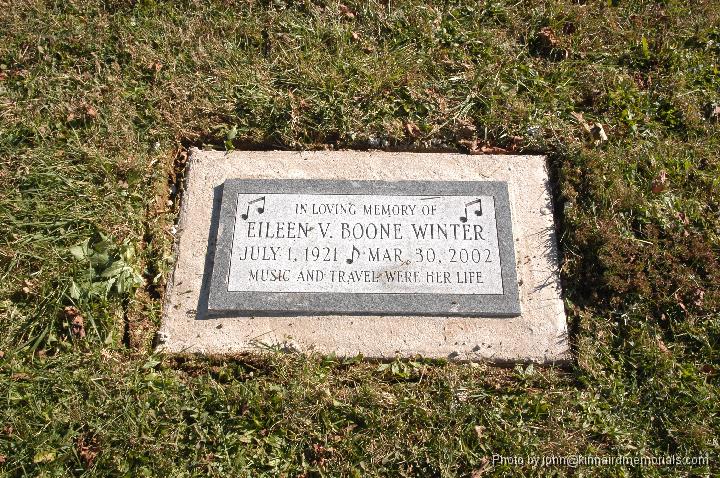 IN LOVING MEMORY OF
EILEEN V. BOONE WINTER
JULY 1, 1921 MAR. 30, 2002
MUSIC AND TRAVEL WERE HER LIFE
Photo by john@kinnairdmemorials.com